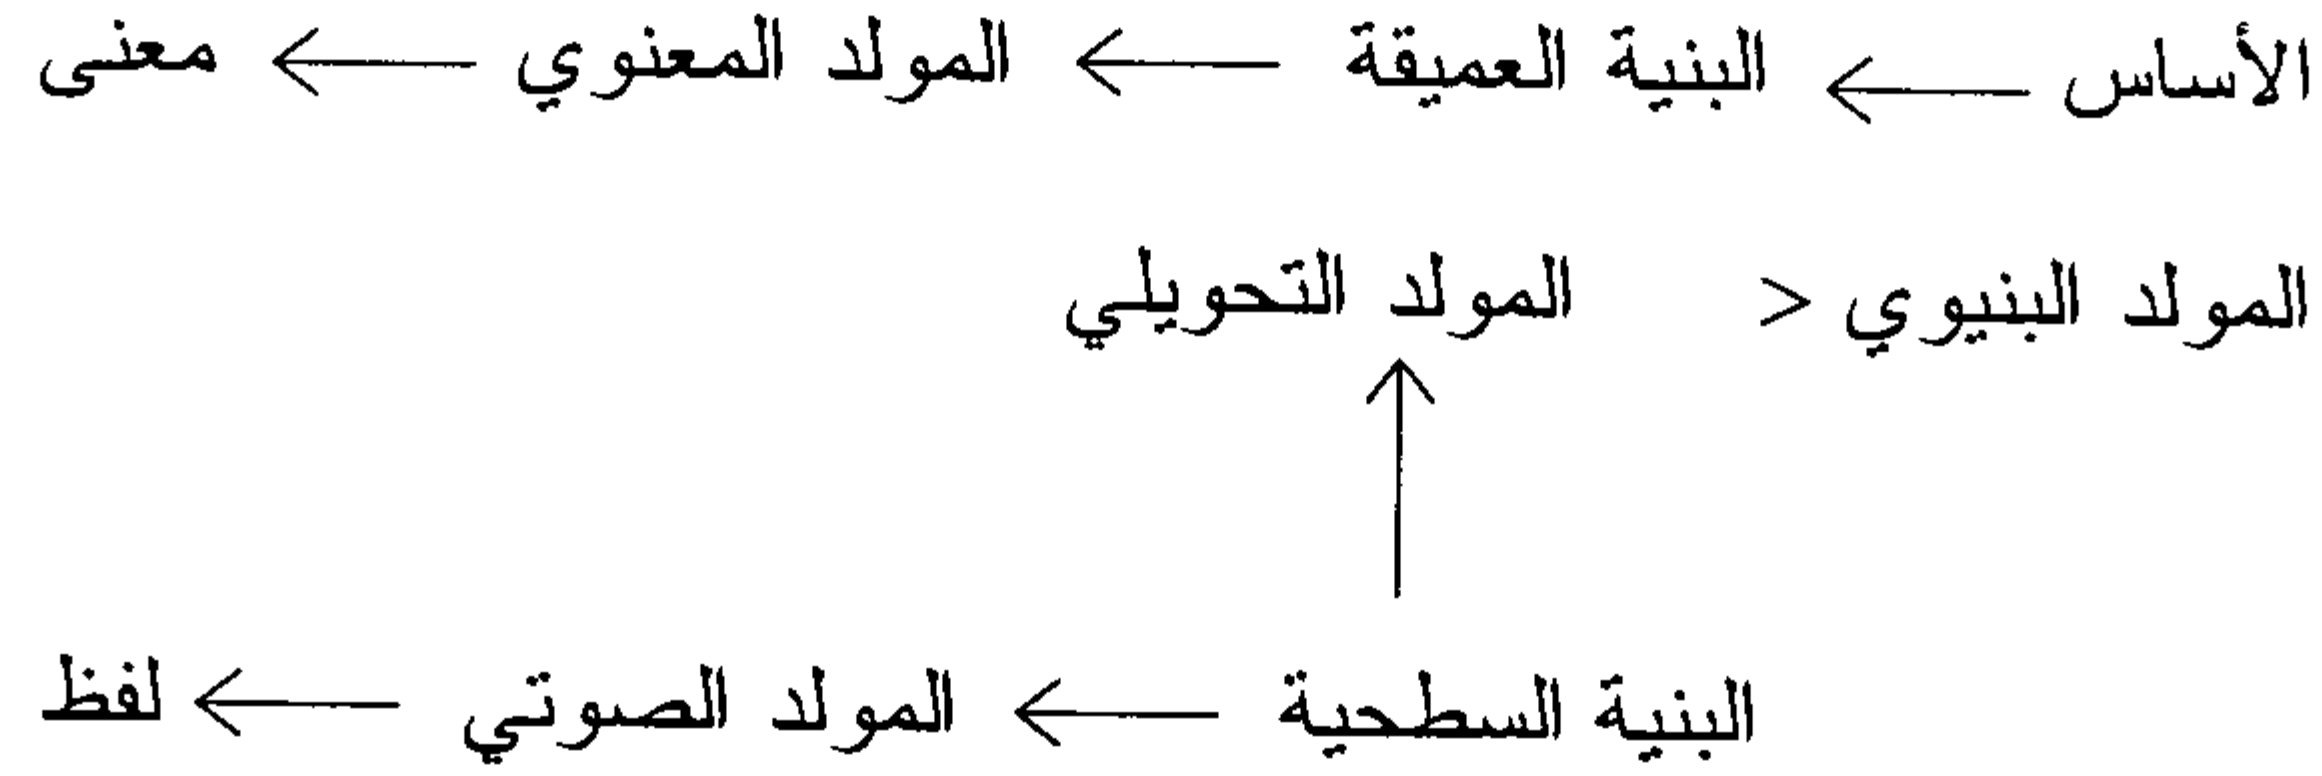 الأساس ← البنية العميقة ← المولد المعنوي ← معنى
المولد البنيوي > المولد التحويلي
↑
البنية السطحية ← المولد الصوتي ← لفظ